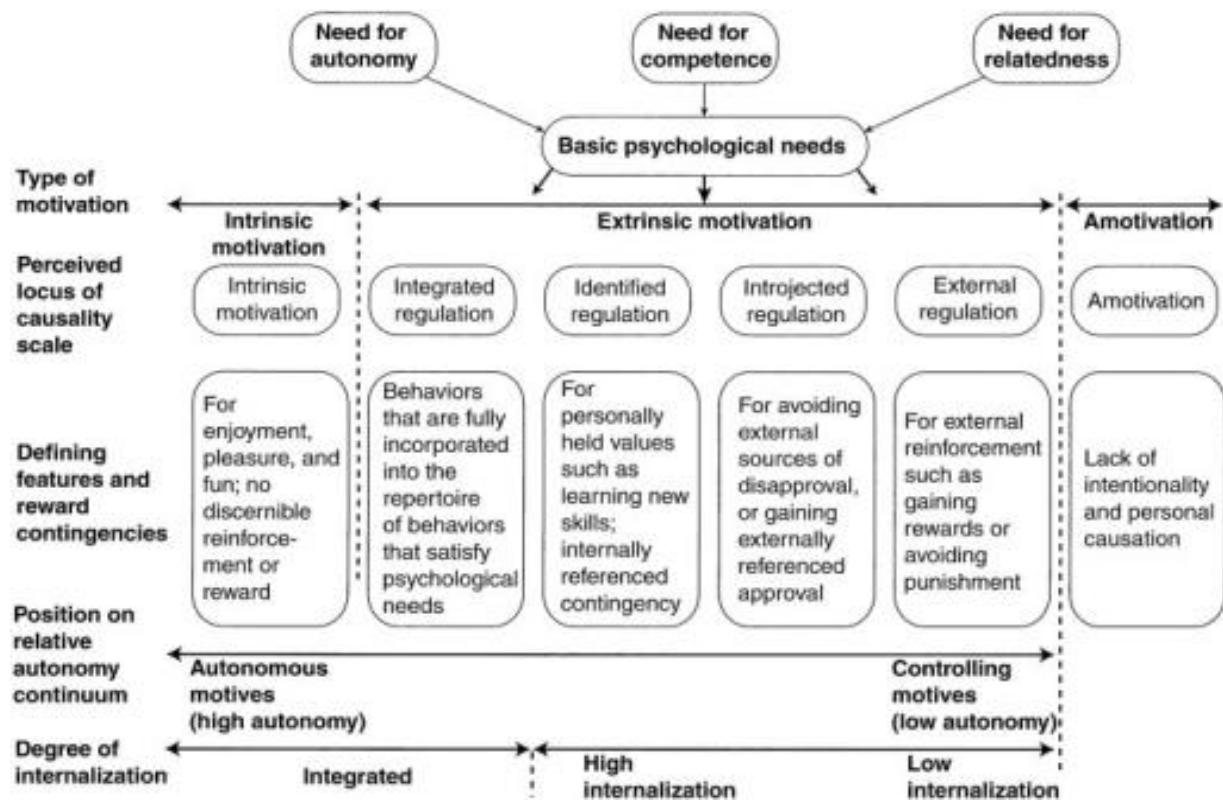 Need for
autonomy
Need for
competence
Need for
relatedness
Basic psychological needs
Type of
motivation
Intrinsic
motivation
Extrinsic motivation
Amotivation
Perceived
locus of
causality
scale
Intrinsic
motivation
Integrated
regulation
Identified
regulation
Introjected
regulation
External
regulation
Amotivation
Defining
features and
reward
contingencies
For
enjoyment,
pleasure, and
fun; no
discernible
reinforce-
ment or
reward
Behaviors
that are fully
incorporated
into the
repertoire
of behaviors
that satisfy
psychological
needs
For
personally
held values
such as
learning new
skills;
internally
referenced
contingency
For avoiding
external
sources of
disapproval,
or gaining
externally
referenced
approval
For external
reinforcement
such as
gaining
rewards or
avoiding
punishment
Lack of
intentionality
and personal
causation
Position on
relative
autonomy
continuum
Autonomous
motives
(high autonomy)
Controlling
motives
(low autonomy)
Degree of
internalization
Integrated
High
internalization
Low
internalization